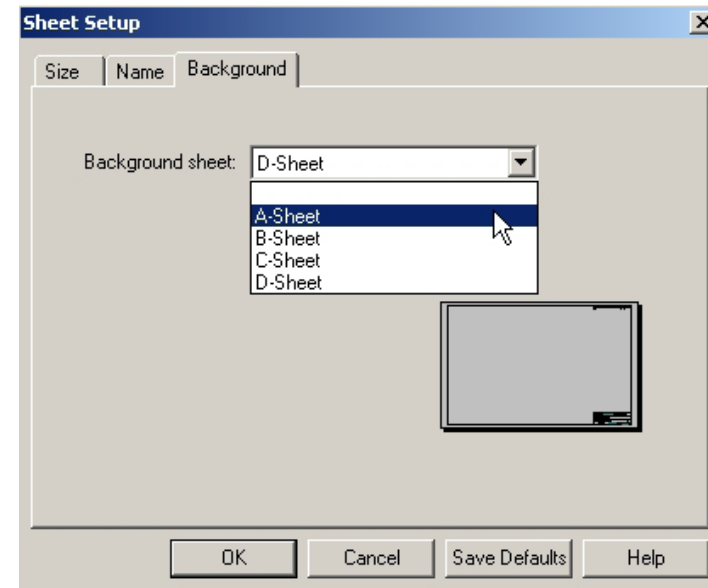 Sheet Setup
Size Name Background
Background sheet: D-Sheet
A-Sheet
B-Sheet
C-Sheet
D-Sheet
OK Cancel Save Defaults Help